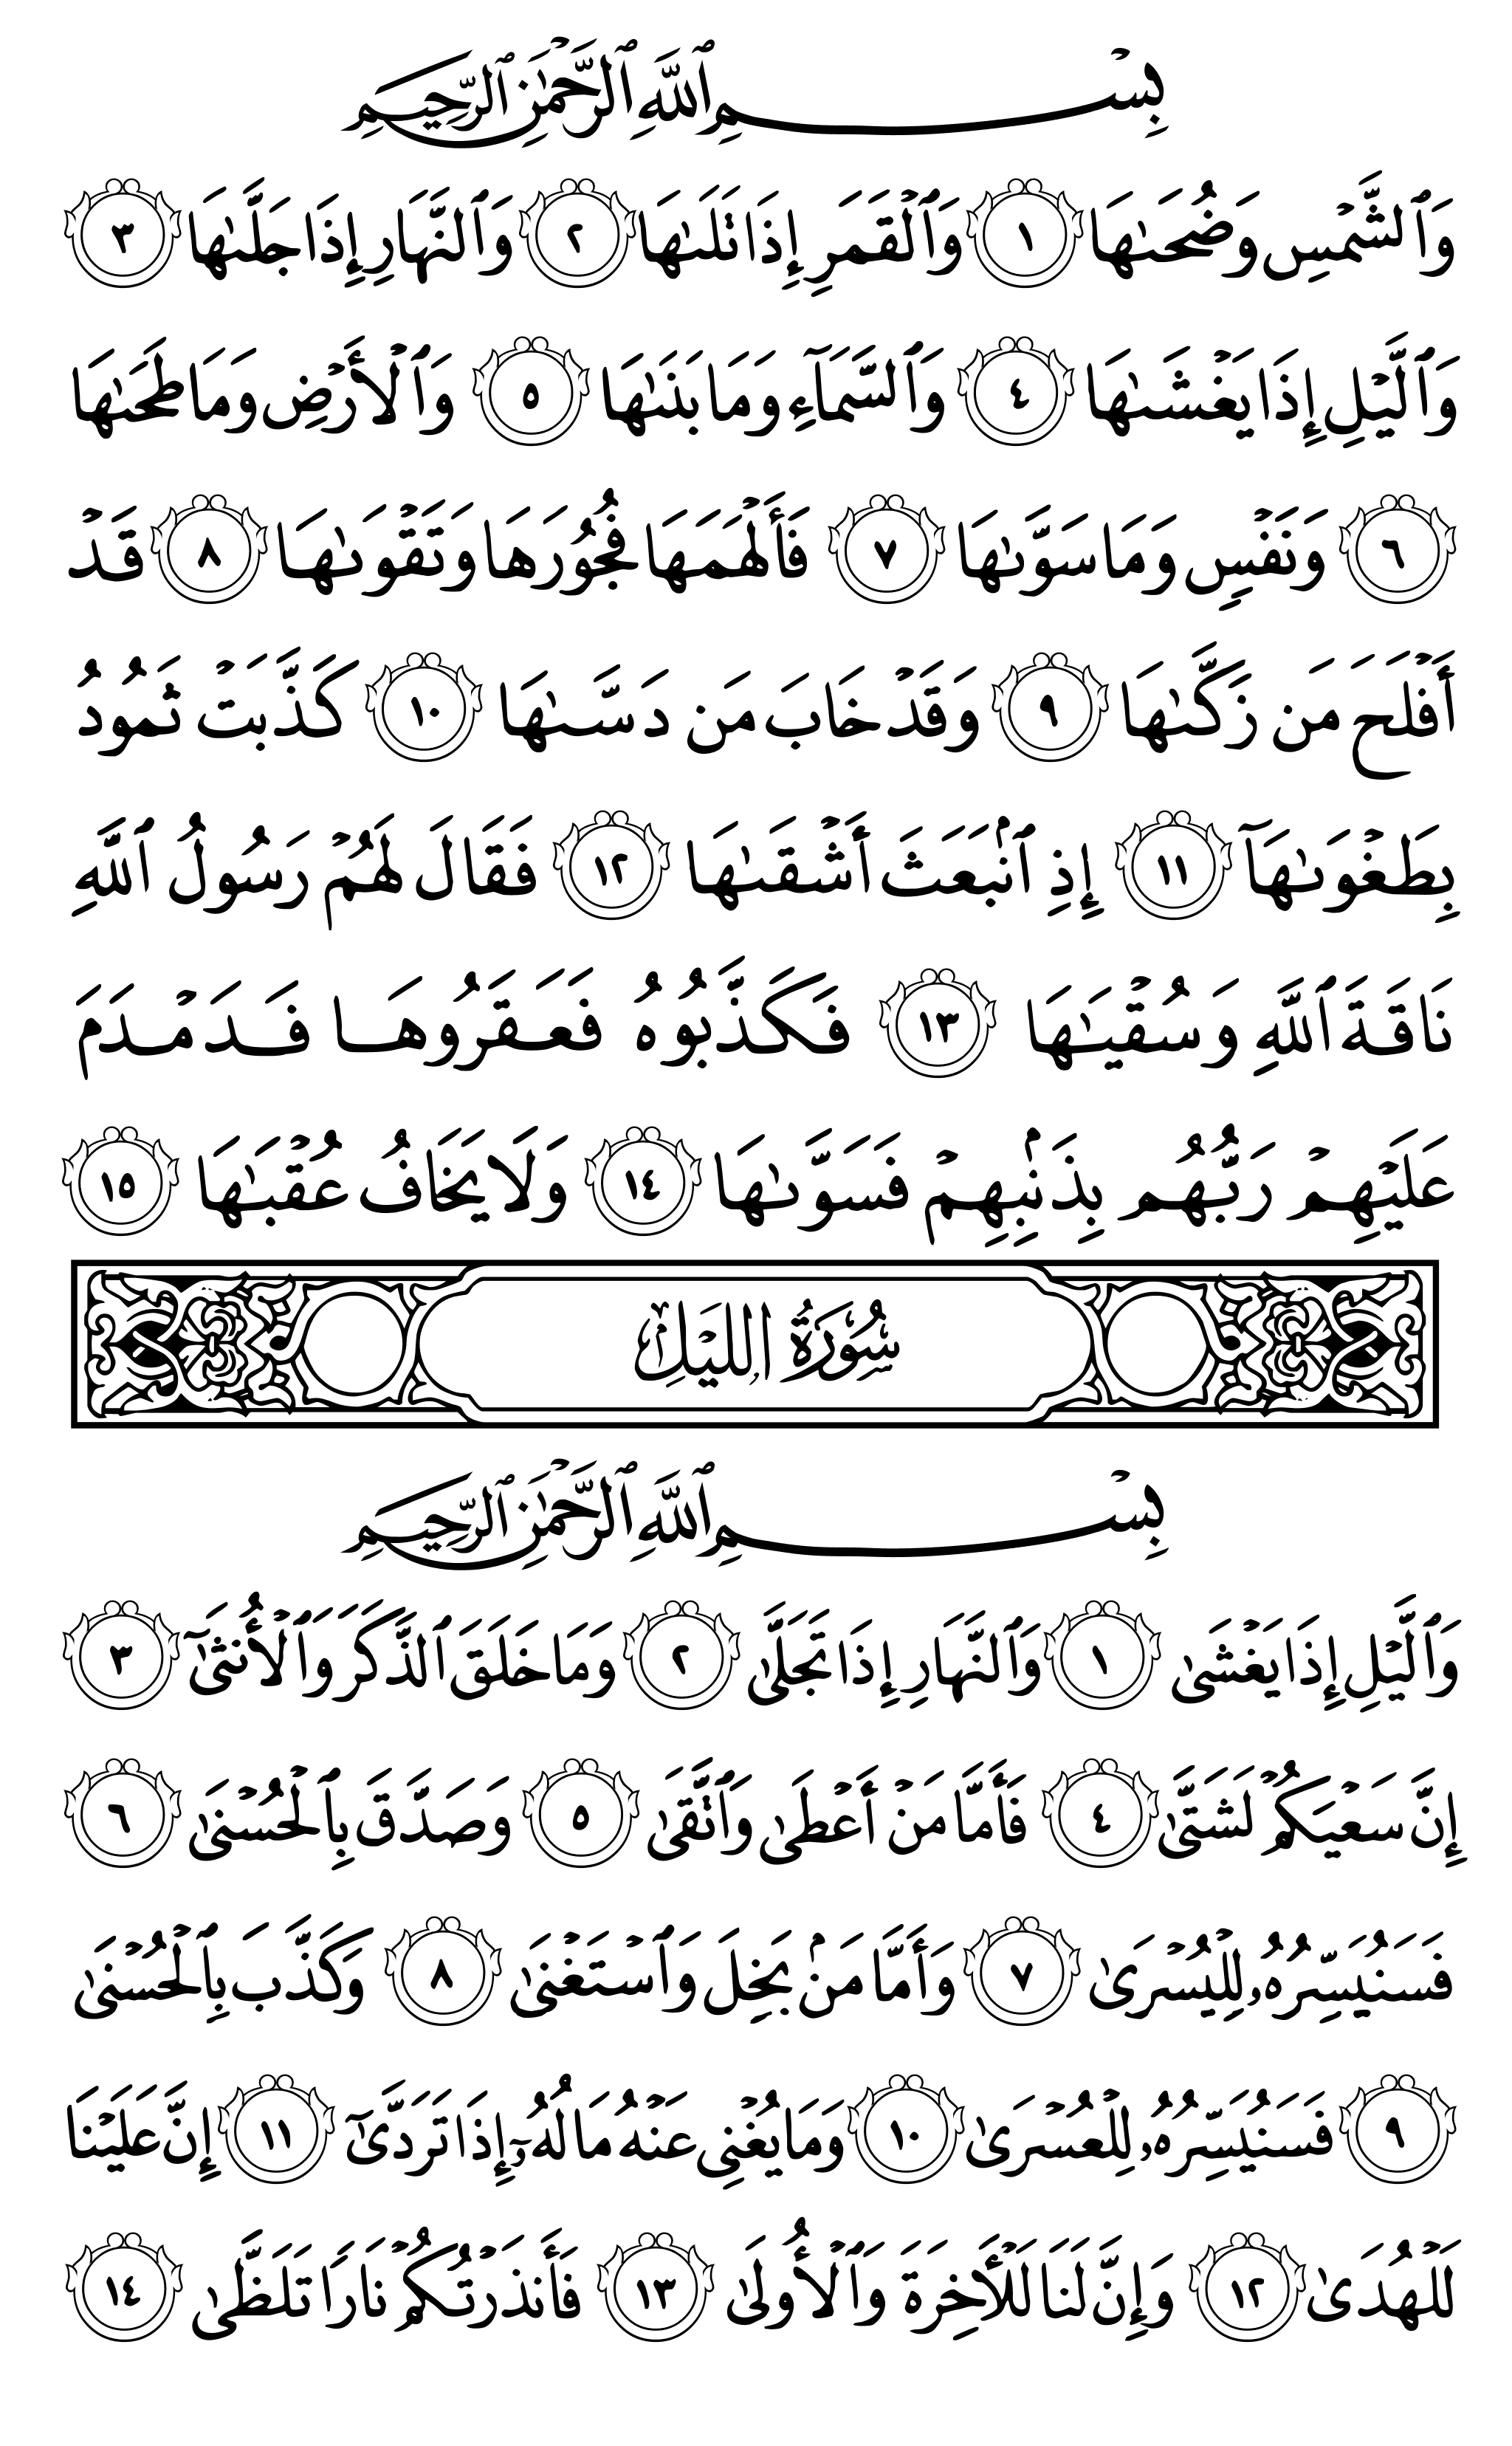 بِسْمِ ٱللَّهِ ٱلرَّحْمَٰنِ ٱلرَّحِيمِ
وَٱلشَّمْسِ وَضُحَىٰهَا ١ وَٱلْقَمَرِ إِذَا تَلَىٰهَا ٢ وَٱلنَّهَارِ إِذَا جَلَّىٰهَا ٣
وَٱلَّيْلِ إِذَا يَغْشَىٰهَا ٤ وَٱلسَّمَآءِ وَمَا بَنَىٰهَا ٥ وَٱلْأَرْضِ وَمَا طَحَىٰهَا
٦ وَنَفْسٍ وَمَا سَوَّىٰهَا ٧ فَأَلْهَمَهَا فُجُورَهَا وَتَقْوَىٰهَا ٨ قَدْ
أَفْلَحَ مَن زَكَّىٰهَا ٩ وَقَدْ خَابَ مَن دَسَّىٰهَا ١٠ كَذَّبَتْ ثَمُودُ
بِطَغْوَىٰهَآ ١١ إِذِ ٱنۢبَعَثَ أَشْقَىٰهَا ١٢ فَقَالَ لَهُمْ رَسُولُ ٱللَّهِ
نَاقَةَ ٱللَّهِ وَسُقْيَٰهَا ١٣ فَكَذَّبُوهُ فَعَقَرُوهَا فَدَمْدَمَ
عَلَيْهِمْ رَبُّهُم بِذَنۢبِهِمْ فَسَوَّىٰهَا ١٤ وَلَا يَخَافُ عُقْبَٰهَا ١٥
سُورَةُ اللَّيْلِ
بِسْمِ ٱللَّهِ ٱلرَّحْمَٰنِ ٱلرَّحِيمِ
وَٱلَّيْلِ إِذَا يَغْشَىٰ ١ وَٱلنَّهَارِ إِذَا تَجَلَّىٰ ٢ وَمَا خَلَقَ ٱلذَّكَرَ وَٱلْأُنثَىٰٓ ٣
إِنَّ سَعْيَكُمْ لَشَتَّىٰ ٤ فَأَمَّا مَنْ أَعْطَىٰ وَٱتَّقَىٰ ٥ وَصَدَّقَ بِٱلْحُسْنَىٰ ٦
فَسَنُيَسِّرُهُۥ لِلْيُسْرَىٰ ٧ وَأَمَّا مَنۢ بَخِلَ وَٱسْتَغْنَىٰ ٨ وَكَذَّبَ بِٱلْحُسْنَىٰ
٩ فَسَنُيَسِّرُهُۥ لِلْعُسْرَىٰ ١٠ وَمَا يُغْنِى عَنْهُ مَالُهُۥٓ إِذَا تَرَدَّىٰٓ ١١ إِنَّ عَلَيْنَا
لَلْهُدَىٰ ١٢ وَإِنَّ لَنَا لَلْأَخِرَةَ وَٱلْأُولَىٰ ١٣ فَأَنذَرْتُكُمْ نَارًا تَلَظَّىٰ ١٤